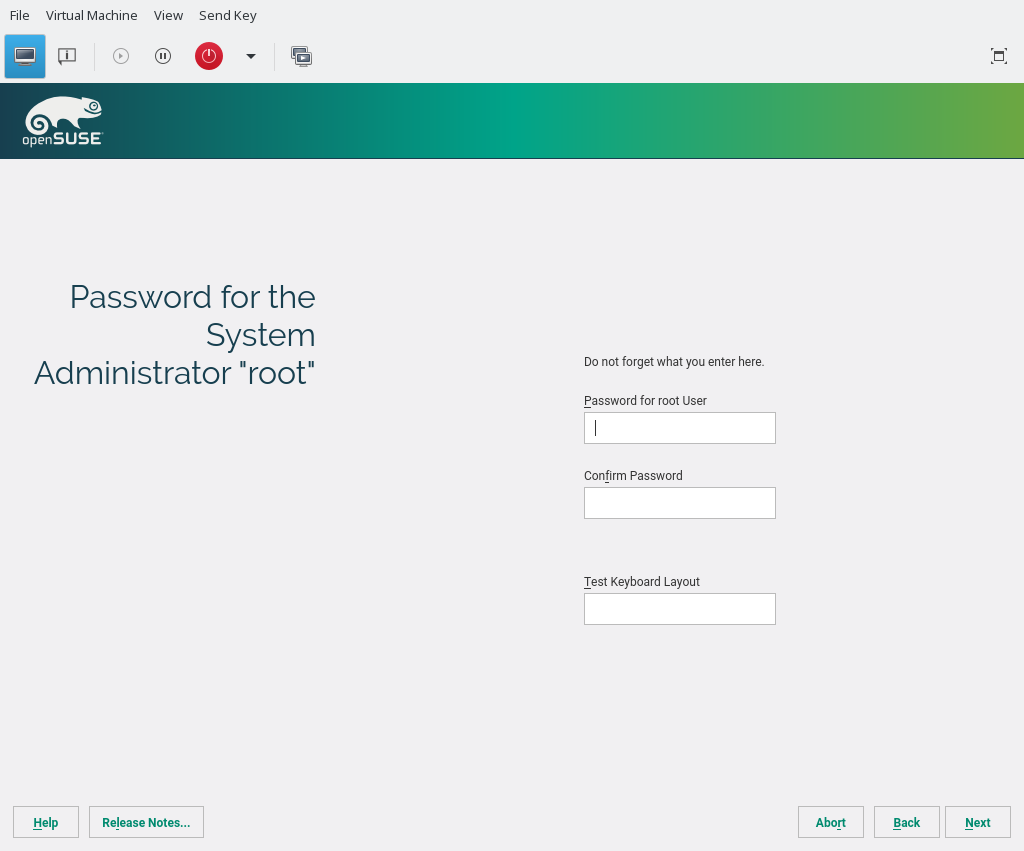 File Virtual Machine View Send Key
openSUSE
Password for the
System
Administrator "root"
Do not forget what you enter here.
Password for root User
Confirm Password
Test Keyboard Layout
Help Release Notes... Abort Back Next